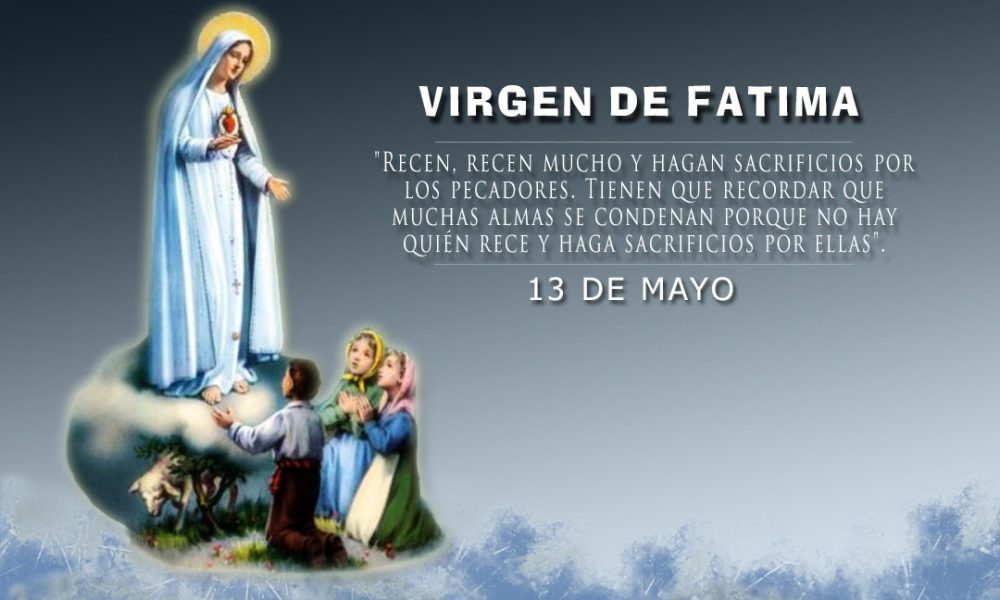 VIRGEN DE FATIMA
"RECEN, RECEN MUCHO Y HAGAN SACRIFICIOS POR
LOS PECADORES. TIENEN QUE RECORDAR QUE
MUCHAS ALMAS SE CONDENAN PORQUE NO HAY
QUIÉN RECE Y HAGA SACRIFICIOS POR ELLAS".
13 DE MAYO